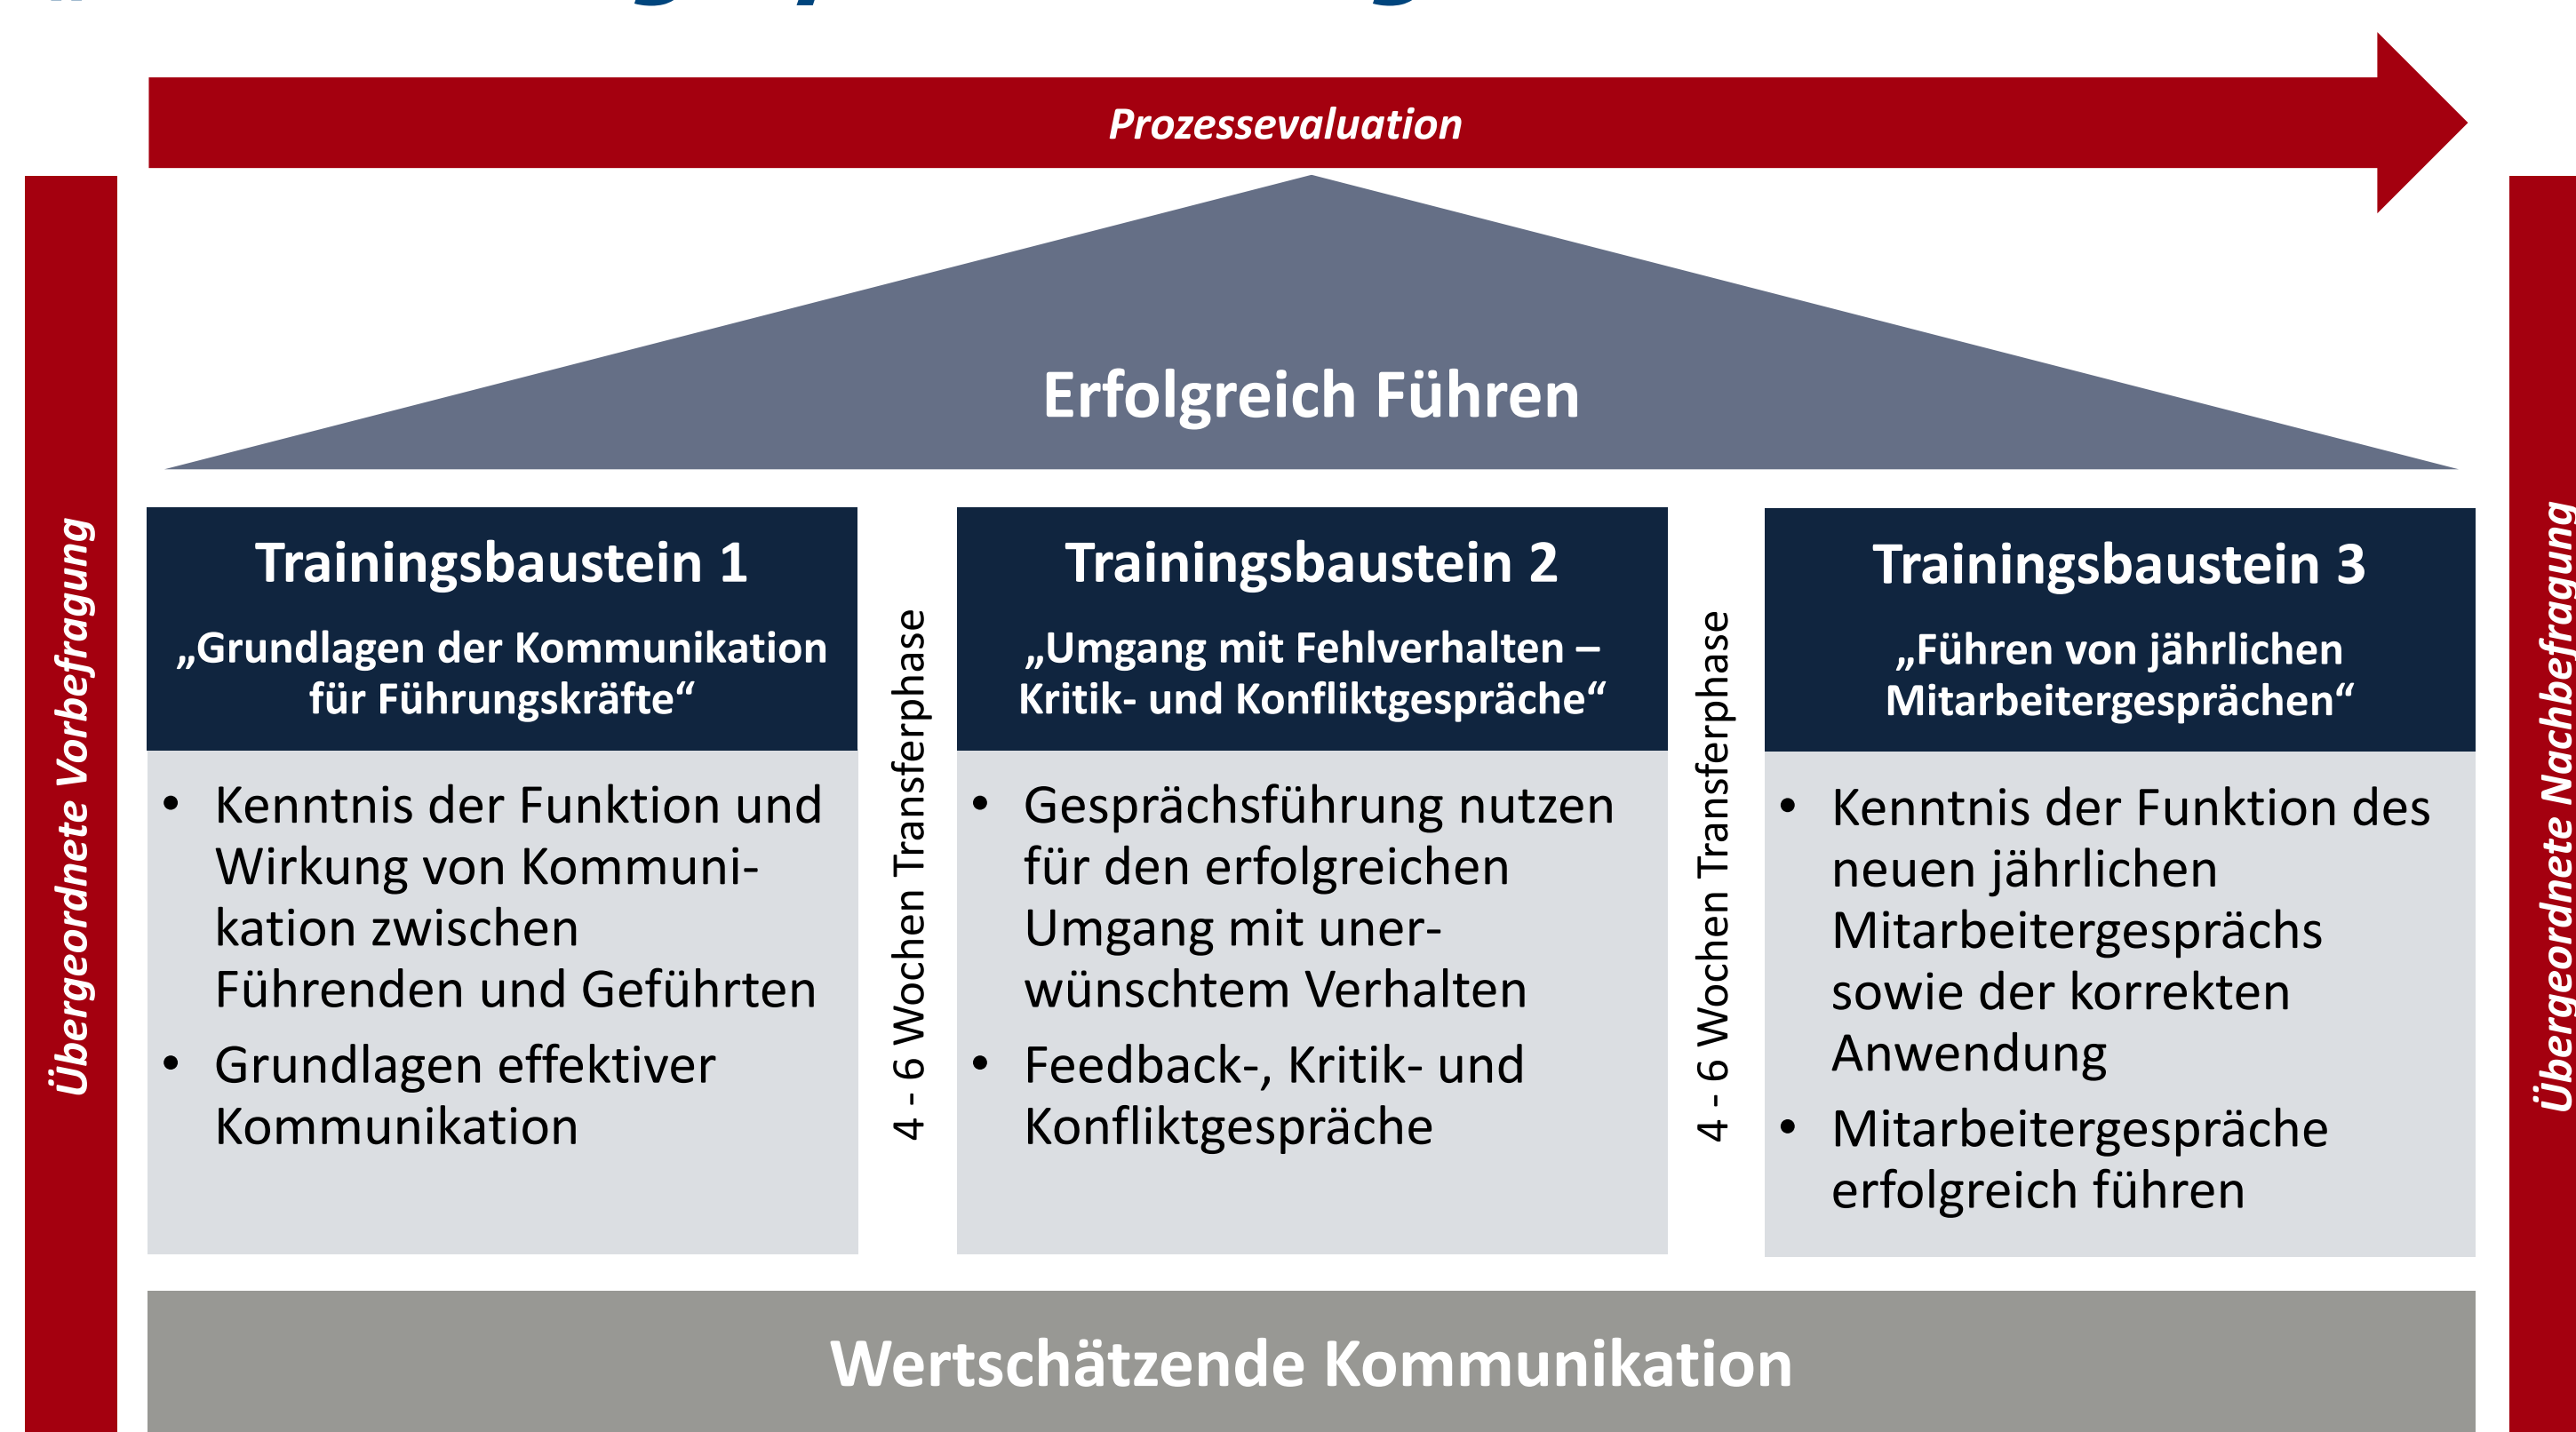 Prozessevaluation
Erfolgreich Führen
Übergeordnete Vorbefragung
Trainingsbaustein 1
„Grundlagen der Kommunikation
für Führungskräfte“
• Kenntnis der Funktion und
Wirkung von Kommuni-
kation zwischen
Führenden und Geführten
• Grundlagen effektiver
Kommunikation
4 - 6 Wochen Transferphase
Trainingsbaustein 2
„Umgang mit Fehlverhalten –
Kritik- und Konfliktgespräche“
• Gesprächsführung nutzen
für den erfolgreichen
Umgang mit uner-
wünschtem Verhalten
• Feedback-, Kritik- und
Konfliktgespräche
4 - 6 Wochen Transferphase
Trainingsbaustein 3
„Führen von jährlichen
Mitarbeitergesprächen“
• Kenntnis der Funktion des
neuen jährlichen
Mitarbeitergesprächs
sowie der korrekten
Anwendung
• Mitarbeitergespräche
erfolgreich führen
Übergeordnete Nachbefragung
Wertschätzende Kommunikation